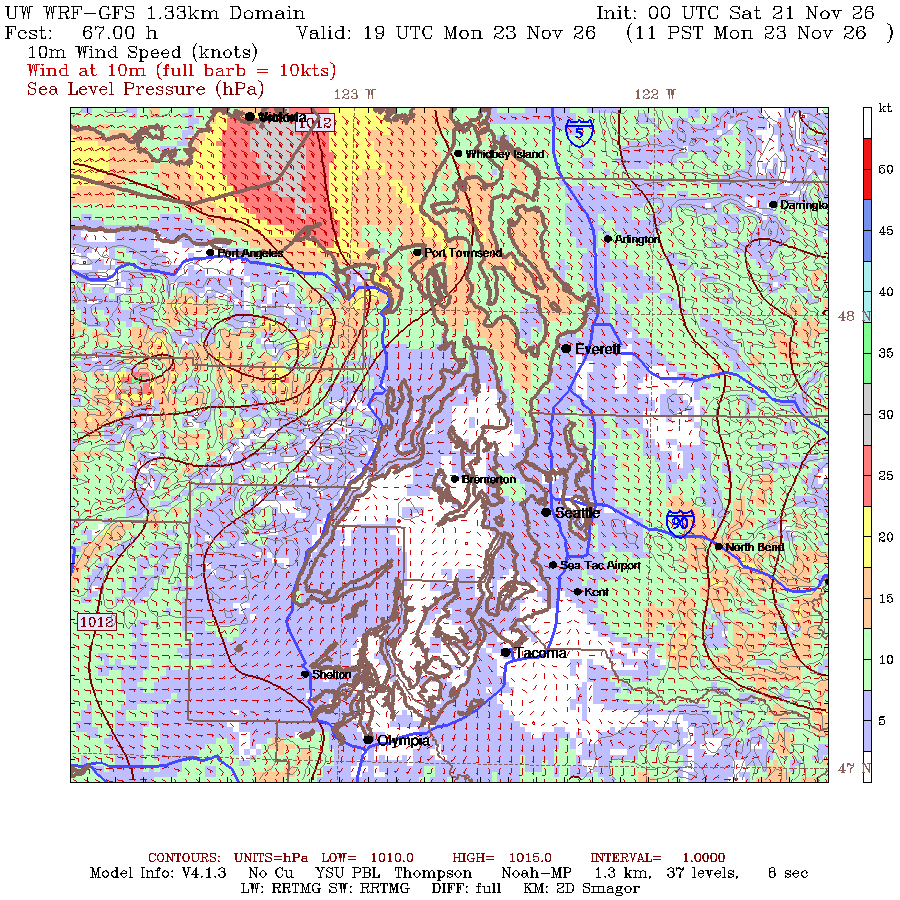 UW WRF-GFS 1.33km Domain Init: 00 UTC Sat 21 Nov 26
Fcst: 67.00 h Valid: 19 UTC Mon 23 Nov 26 (11 PST Mon 23 Nov 26 )
10m Wind Speed (knots)
Wind at 10m (full barb = 10kts)
Sea Level Pressure (hPa)
123 W 122 W
kt
Victoria
1012
5
Whidbey Island
60
Darringto
50
45
Arlington
Port Angeles
Port Townsend
40
48 N
35
Everett
30
25
Bremerton
Seattle
90
20
North Bend
Sea Tac Airport
Kent
15
1012
Tacoma
10
Shelton
5
Olympia
47 N
CONTOURS: UNITS=hPa LOW= 1010.0 HIGH= 1015.0 INTERVAL= 1.0000
Model Info: V4.1.3 No Cu YSU PBL Thompson Noah-MP 1.3 km, 37 levels, 8 sec
LW: RRTMG SW: RRTMG DIFF: full KM: 2D Smagor